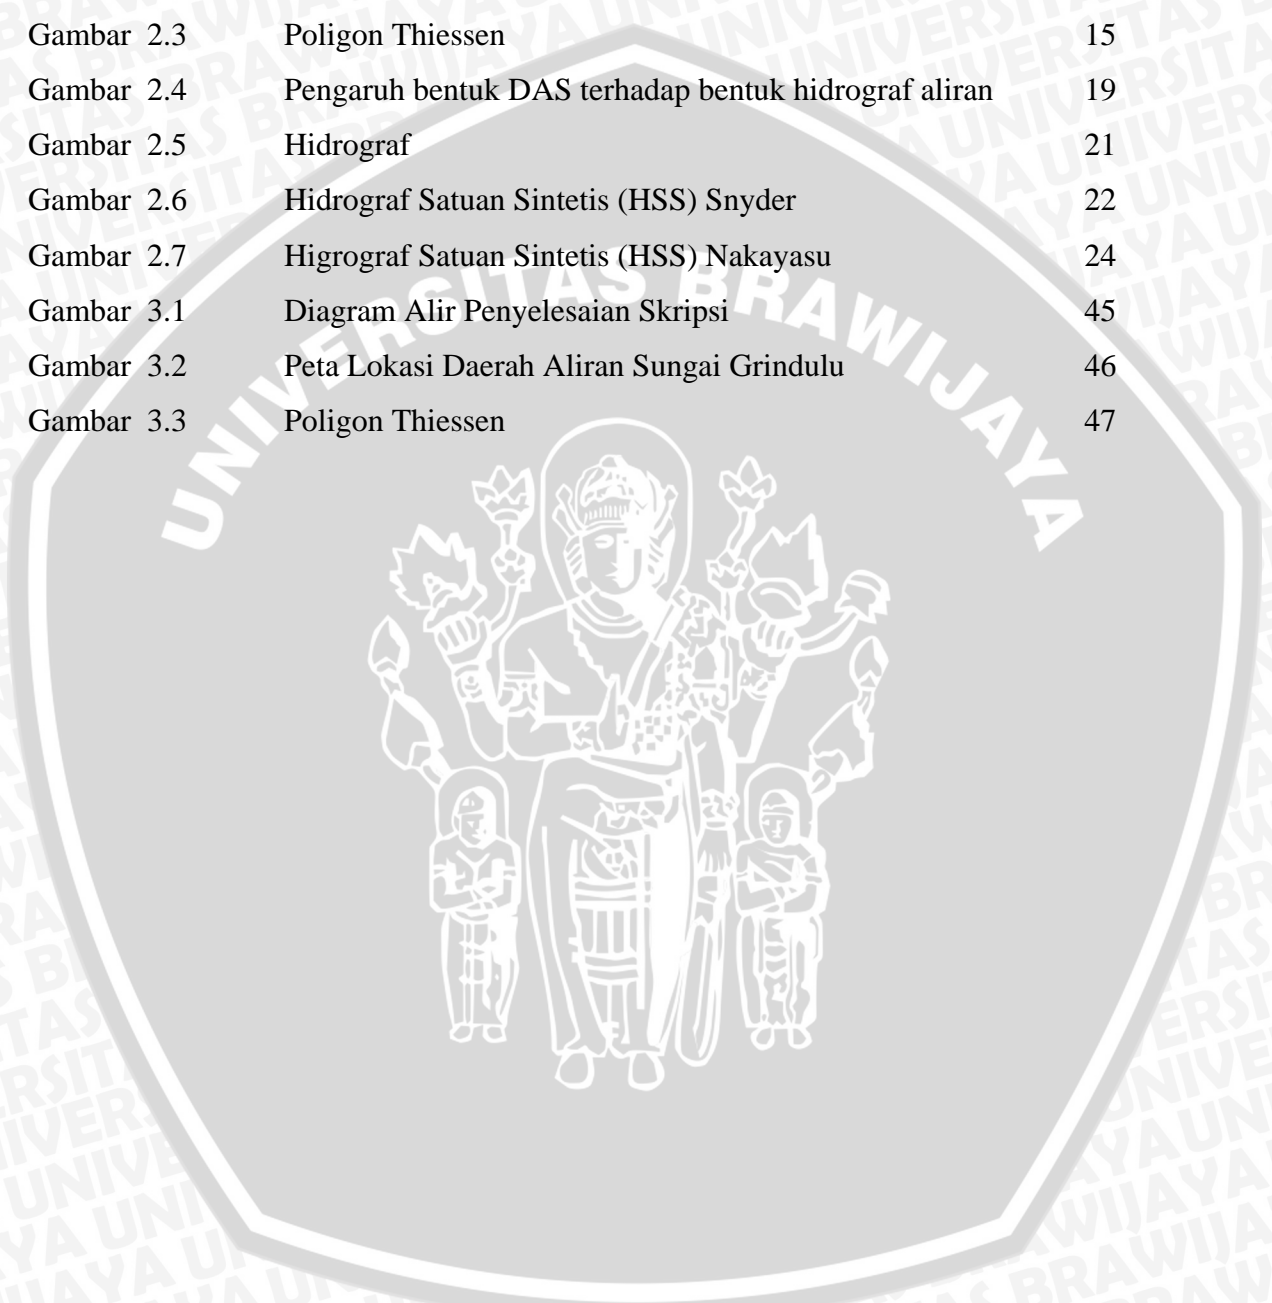 Gambar 2.3 Poligon Thiessen 15
Gambar 2.4 Pengaruh bentuk DAS terhadap bentuk hidrograf aliran 19
Gambar 2.5 Hidrograf 21
Gambar 2.6 Hidrograf Satuan Sintetis (HSS) Snyder 22
Gambar 2.7 Higrograf Satuan Sintetis (HSS) Nakayasu 24
Gambar 3.1 Diagram Alir Penyelesaian Skripsi 45
Gambar 3.2 Peta Lokasi Daerah Aliran Sungai Grindulu 46
Gambar 3.3 Poligon Thiessen 47
UNIVERSITAS BRAWIJAYA